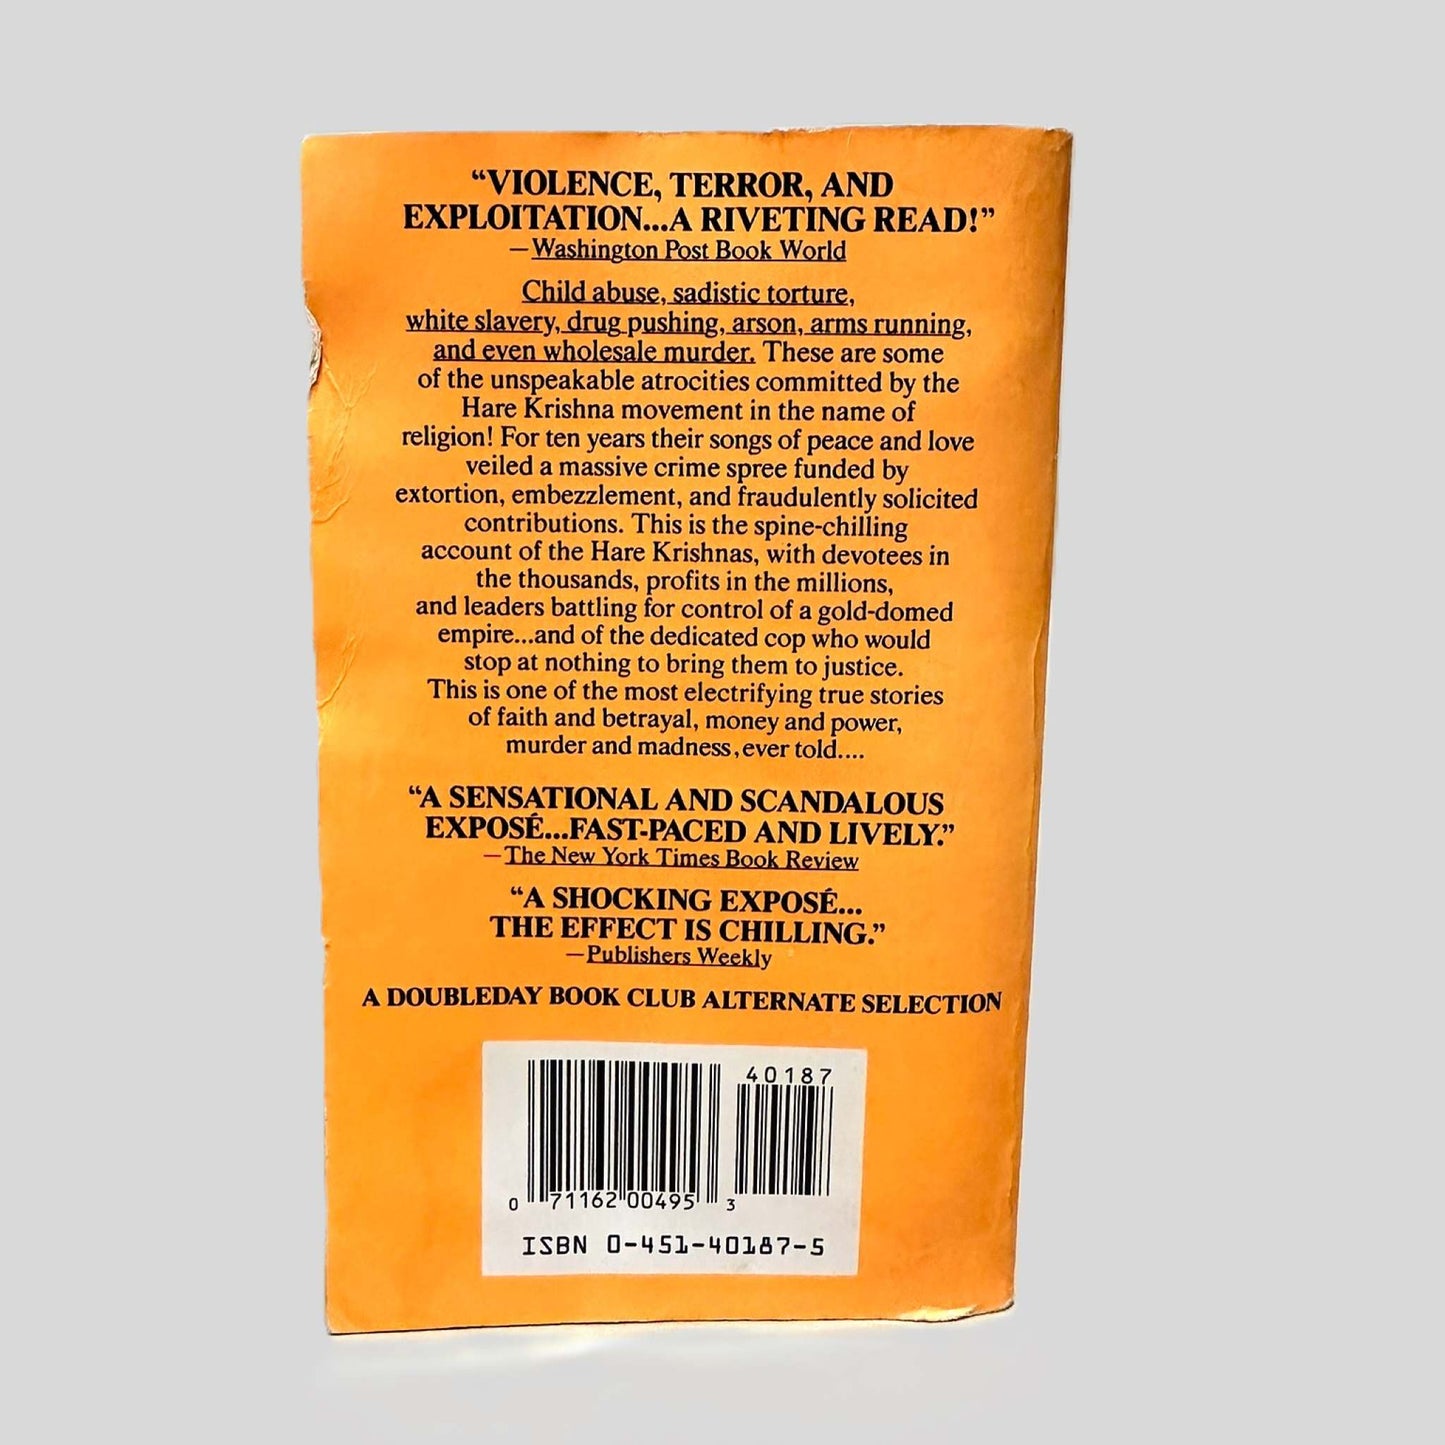 “VIOLENCE, TERROR, AND
EXPLOITATION...A RIVETING READ!”
—Washington Post Book World
Child abuse, sadistic torture,
white slavery, drug pushing, arson, arms running,
and even wholesale murder. These are some
of the unspeakable atrocities committed by the
Hare Krishna movement in the name of
religion! For ten years their songs of peace and love
veiled a massive crime spree funded by
extortion, embezzlement, and fraudulently solicited
contributions. This is the spine-chilling
account of the Hare Krishnas, with devotees in
the thousands, profits in the millions,
and leaders battling for control of a gold-domed
empire...and of the dedicated cop who would
stop at nothing to bring them to justice.
This is one of the most electrifying true stories
of faith and betrayal, money and power,
murder and madness, ever told....
“A SENSATIONAL AND SCANDALOUS
EXPOSÉ...FAST-PACED AND LIVELY.”
—The New York Times Book Review
“A SHOCKING EXPOSÉ...
THE EFFECT IS CHILLING.”
—Publishers Weekly
A DOUBLEDAY BOOK CLUB ALTERNATE SELECTION
40187
0 71162 00495 3
ISBN 0-451-40187-5